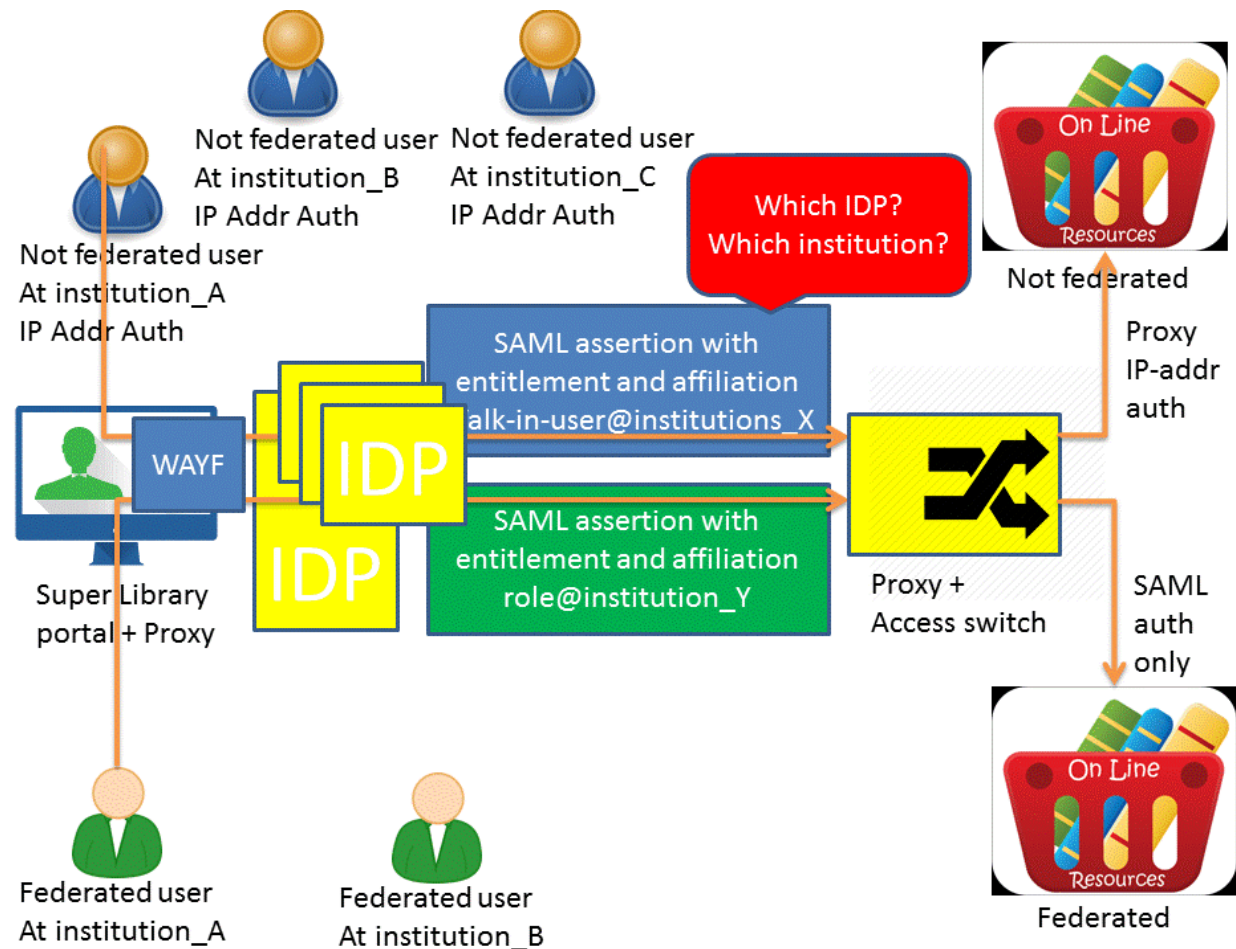 Not federated user
At institution_B
IP Addr Auth
Not federated user
At institution_C
IP Addr Auth
Not federated user
At institution_A
IP Addr Auth
Which IDP?
Which institution?
On Line
Resources
Not federated
SAML assertion with
entitlement and affiliation
alk-in-user@institutions_X
Proxy
IP-addr
auth
WAYF
IDP
IDP
SAML assertion with
entitlement and affiliation
role@institution_Y
Super Library
portal + Proxy
Proxy +
Access switch
SAML
auth
only
On Line
Resources
Federated
Federated user
At institution_A
Federated user
At institution_B